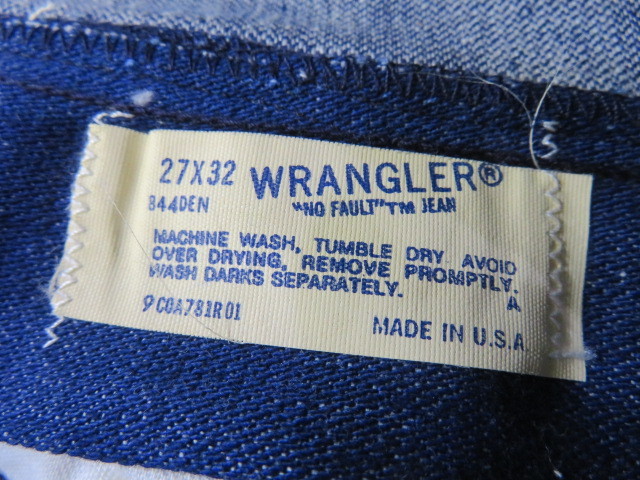 27X32 WRANGLER®
844DEN "NO FAULT"TM JEAN
MACHINE WASH, TUMBLE DRY. AVOID
OVER DRYING, REMOVE PROMPTLY.
WASH DARKS SEPARATELY. A
9 C0A781R01
MADE IN U.S.A.